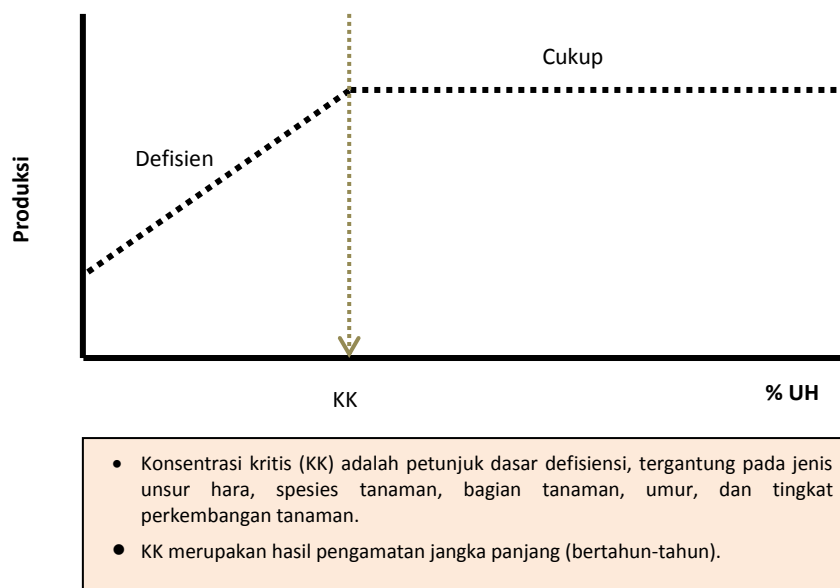 Cukup
Defisien
Produksi
KK
% UH
• Konsentrasi kritis (KK) adalah petunjuk dasar defisiensi, tergantung pada jenis
unsur hara, spesies tanaman, bagian tanaman, umur, dan tingkat
perkembangan tanaman.
• KK merupakan hasil pengamatan jangka panjang (bertahun-tahun).